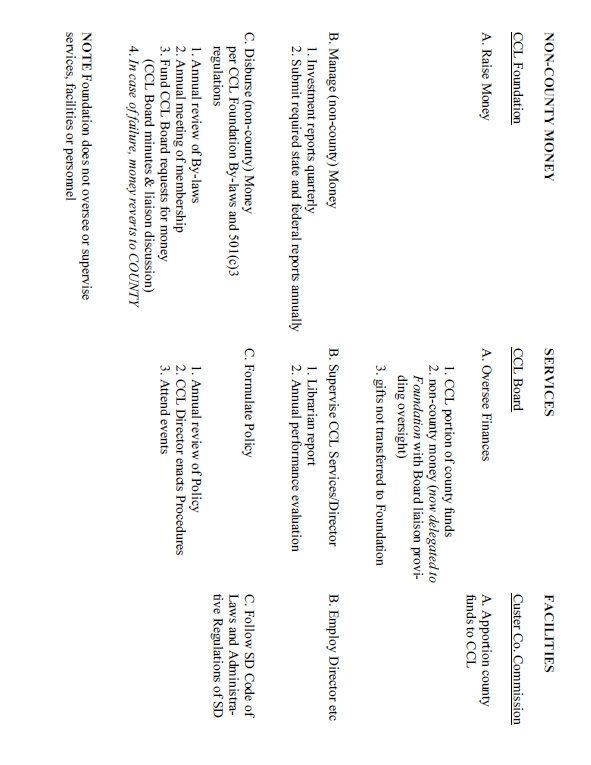 NON-COUNTY MONEY
CCL Foundation
A. Raise Money
B. Manage (non-county) Money
1. Investment reports quarterly
2. Submit required state and federal reports annually
C. Disburse (non-county) Money
per CCL Foundation By-laws and 501(c)3
regulations
1. Annual review of By-laws
2. Annual meeting of membership
3. Fund CCL Board requests for money
(CCL Board minutes & liaison discussion)
4. In case of failure, money reverts to COUNTY
NOTE Foundation does not oversee or supervise
services, facilities or personnel
SERVICES
CCL Board
A. Oversee Finances
1. CCL portion of county funds
2. non-county money (now delegated to
Foundation with Board liaison provi-
ding oversight)
3. gifts not transferred to Foundation
B. Supervise CCL Services/Director
1. Librarian report
2. Annual performance evaluation
C. Formulate Policy
1. Annual review of Policy
2. CCL Director enacts Procedures
3. Attend events
FACILITIES
Custer Co. Commission
A. Apportion county
funds to CCL
B. Employ Director etc
C. Follow SD Code of
Laws and Administra-
tive Regulations of SD